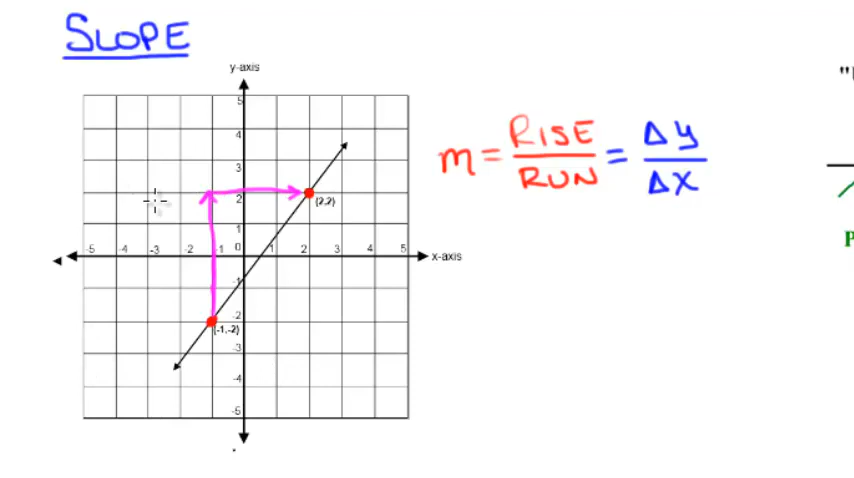 SLOPE
y-axis
5
4
3
2
1
-5 -4 -3 -2 -1 0 1 2 3 4 5
x-axis
(2,2)
-1
-2
(-1,-2)
-3
-4
-5
m = RISE/RUN = Δy/Δx